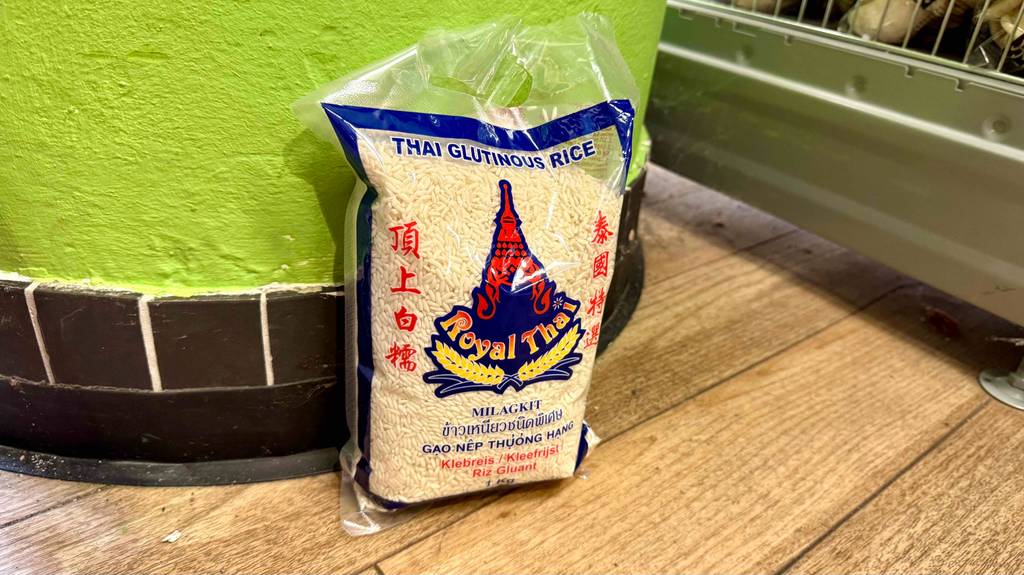 THAI GLUTINOUS RICE
頂上白糯
泰國特選
Royal Thai
MILAGKIT
ข้าวเหนียวชนิดพิเศษ
GẠO NẾP THƯỢNG HẠNG
Klebreis / Kleefrijst
Riz Gluant
1 Kg